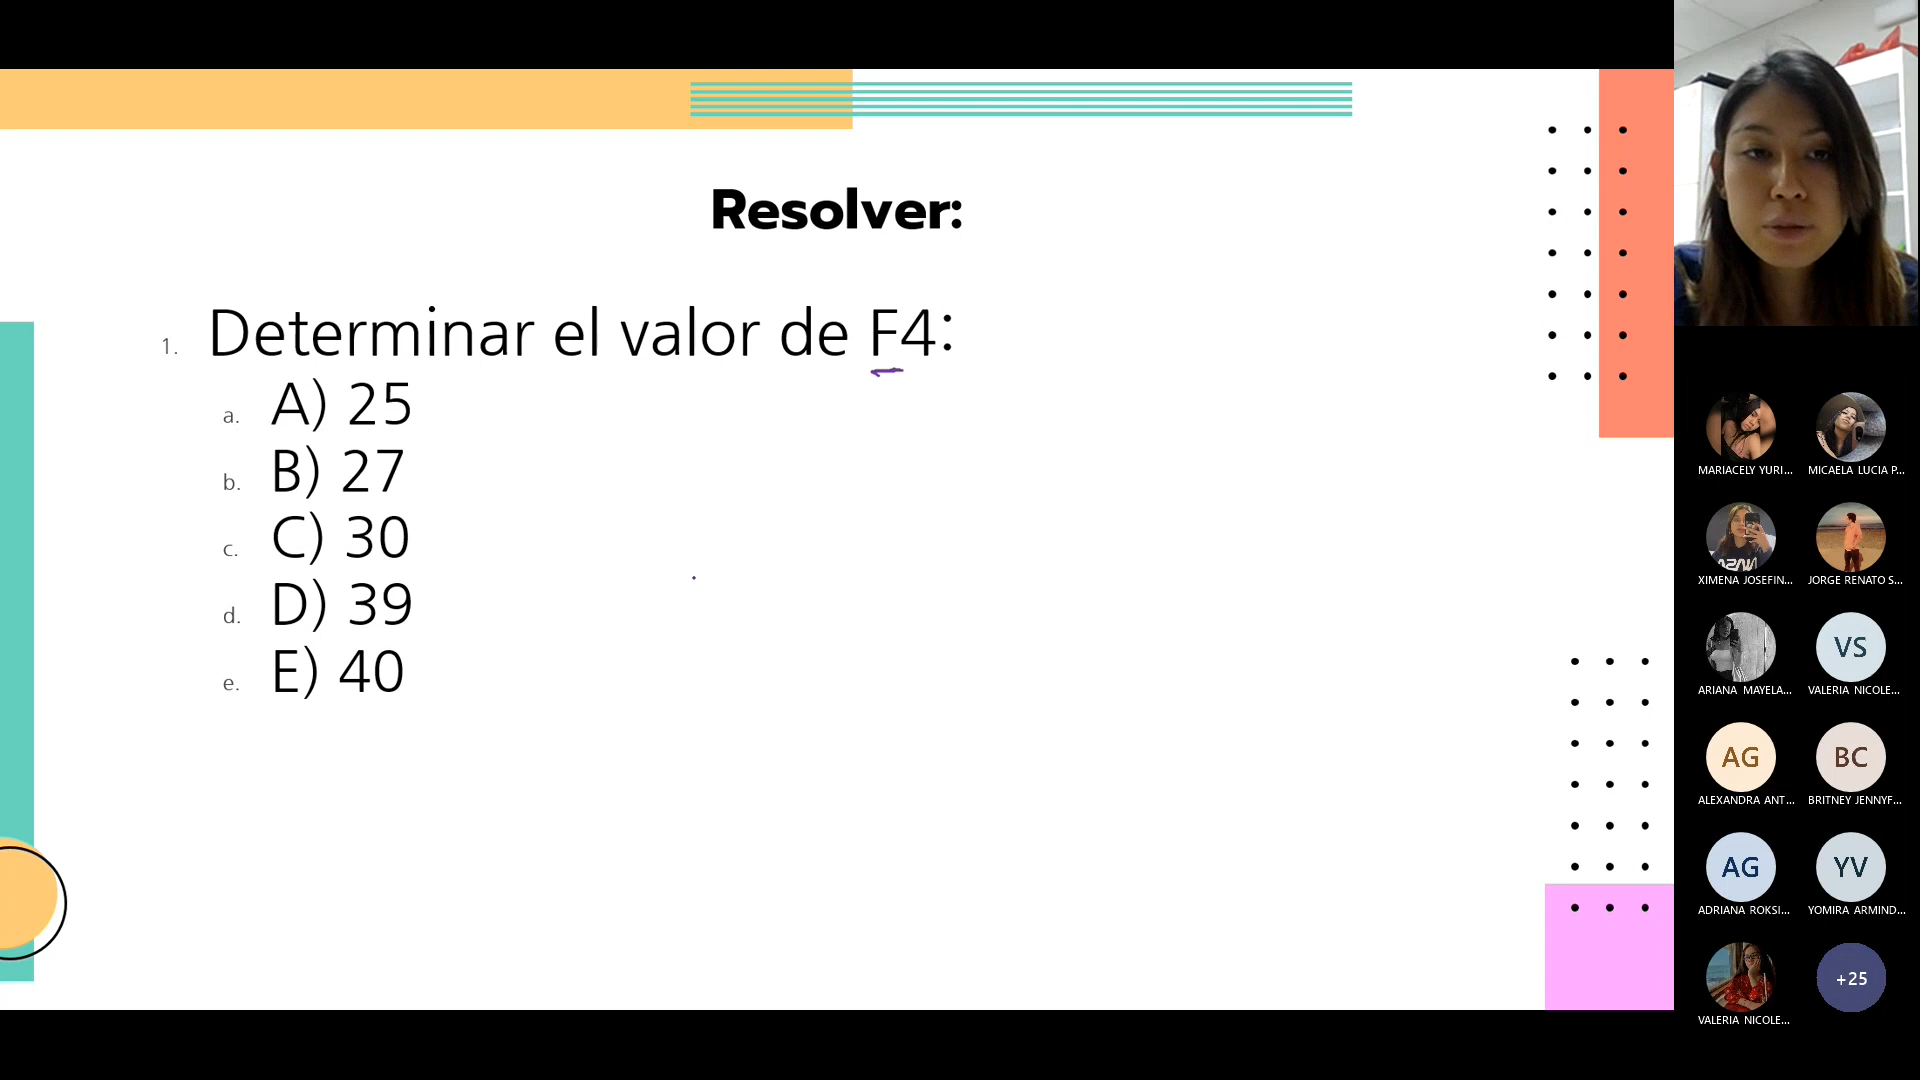 Resolver:
1. Determinar el valor de F4:
a. A) 25
b. B) 27
c. C) 30
d. D) 39
e. E) 40
MARIACELY YURI...
MICAELA LUCIA P...
XIMENA JOSEFIN...
JORGE RENATO S...
ARIANA MAYELA...
VS
VALERIA NICOLE...
AG
ALEXANDRA ANT...
BC
BRITNEY JENNYF...
AG
ADRIANA ROKSI...
YV
YOMIRA ARMIND...
VALERIA NICOLE...
+25